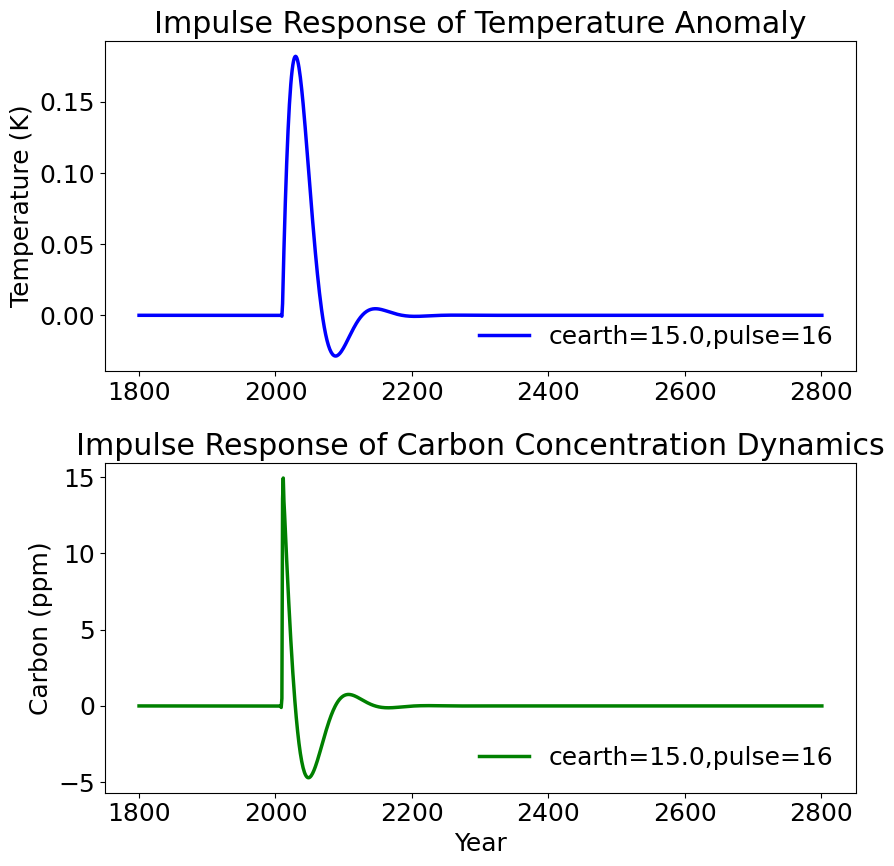 Impulse Response of Temperature Anomaly
Temperature (K)
0.15
0.10
0.05
0.00
cearth=15.0,pulse=16
1800 2000 2200 2400 2600 2800
Impulse Response of Carbon Concentration Dynamics
Carbon (ppm)
15
10
5
0
−5
cearth=15.0,pulse=16
1800 2000 2200 2400 2600 2800
Year